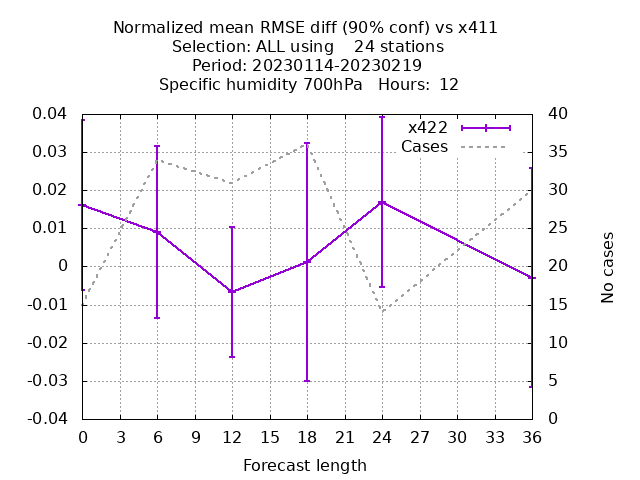 Normalized mean RMSE diff (90% conf) vs x411
Selection: ALL using    24 stations
Period: 20230114-20230219
Specific humidity 700hPa   Hours:  12
0.04 40
x422
0.03 35
Cases
0.02 30
0.01 25
0 20
-0.01 15
-0.02 10
-0.03 5
-0.04 0
No cases
0 3 6 9 12 15 18 21 24 27 30 33 36
Forecast length